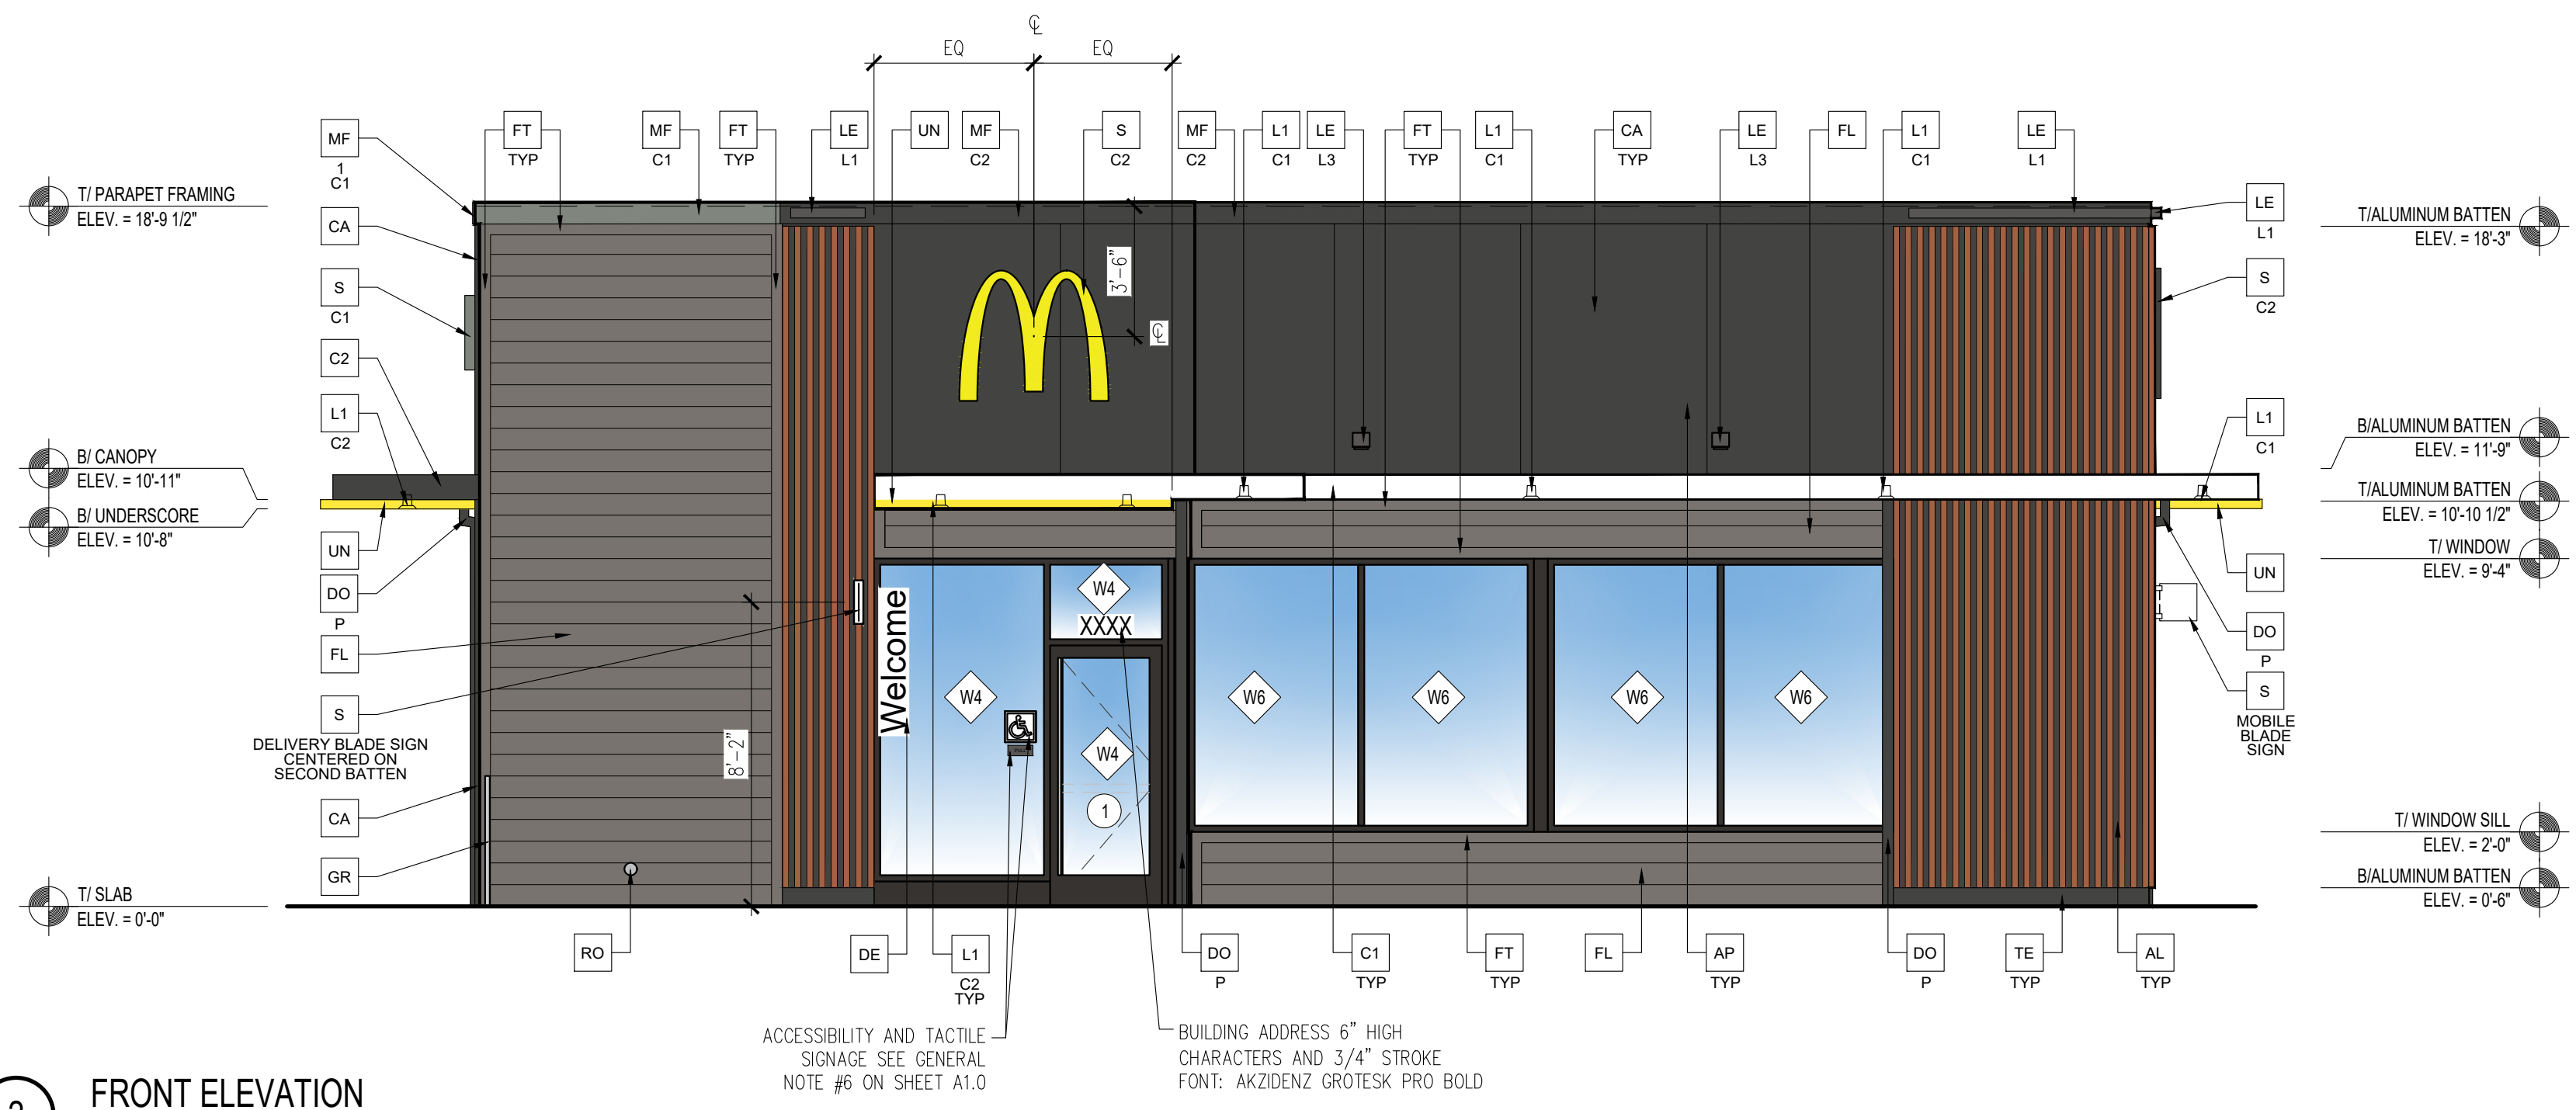 ℄
EQ
EQ
MF
1
C1
FT
TYP
MF
C1
FT
TYP
LE
L1
UN
MF
C2
S
C2
MF
C2
L1
C1
LE
L3
FT
TYP
L1
C1
CA
TYP
LE
L3
FL
L1
C1
LE
L1
T/ PARAPET FRAMING
ELEV. = 18'-9 1/2"
CA
S
C1
C2
L1
C2
B/ CANOPY
ELEV. = 10'-11"
B/ UNDERSCORE
ELEV. = 10'-8"
UN
DO
P
FL
S
DELIVERY BLADE SIGN
CENTERED ON
SECOND BATTEN
CA
GR
T/ SLAB
ELEV. = 0'-0"
3'-6"
℄
8'-2"
Welcome
W4
XXXX
W4
W4
1
W6
W6
W6
W6
LE
L1
T/ALUMINUM BATTEN
ELEV. = 18'-3"
S
C2
L1
C1
B/ALUMINUM BATTEN
ELEV. = 11'-9"
T/ALUMINUM BATTEN
ELEV. = 10'-10 1/2"
T/ WINDOW
ELEV. = 9'-4"
UN
DO
P
S
MOBILE
BLADE
SIGN
T/ WINDOW SILL
ELEV. = 2'-0"
B/ALUMINUM BATTEN
ELEV. = 0'-6"
RO
DE
L1
C2
TYP
DO
P
C1
TYP
FT
TYP
FL
AP
TYP
DO
P
TE
TYP
AL
TYP
ACCESSIBILITY AND TACTILE
SIGNAGE SEE GENERAL
NOTE #6 ON SHEET A1.0
BUILDING ADDRESS 6" HIGH
CHARACTERS AND 3/4" STROKE
FONT: AKZIDENZ GROTESK PRO BOLD
FRONT ELEVATION